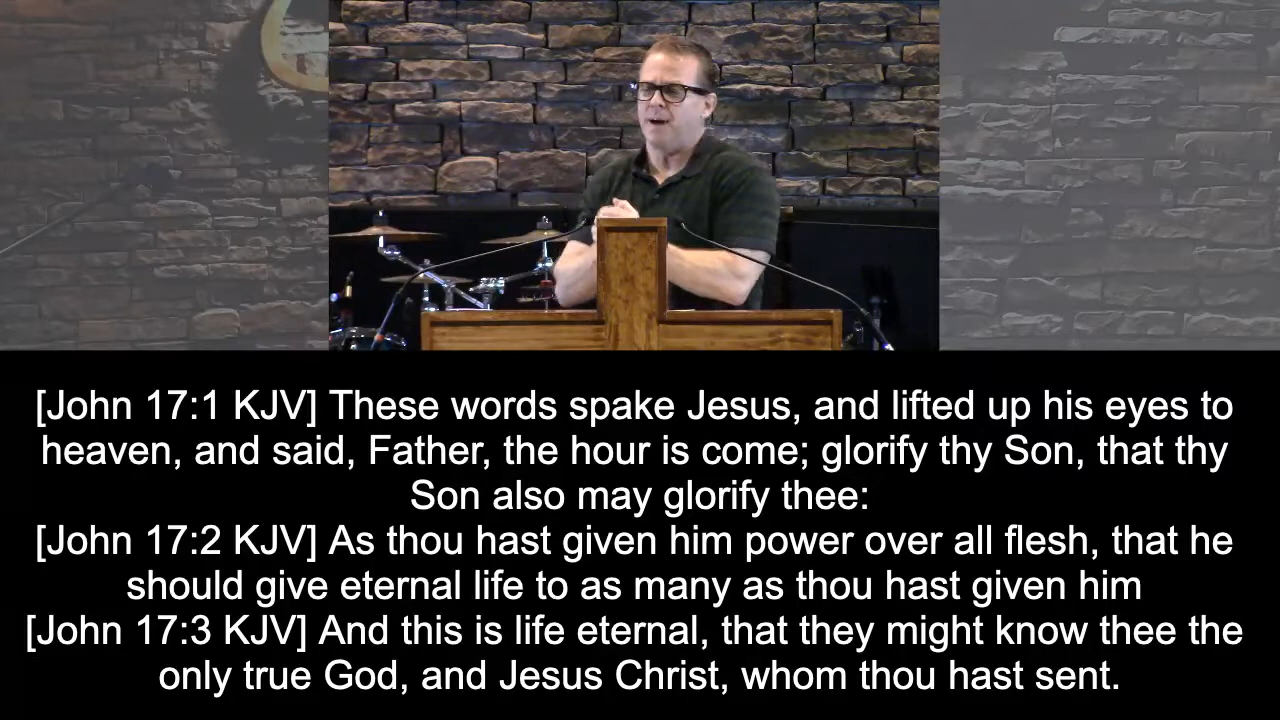 [John 17:1 KJV] These words spake Jesus, and lifted up his eyes to
heaven, and said, Father, the hour is come; glorify thy Son, that thy
Son also may glorify thee:
[John 17:2 KJV] As thou hast given him power over all flesh, that he
should give eternal life to as many as thou hast given him
[John 17:3 KJV] And this is life eternal, that they might know thee the
only true God, and Jesus Christ, whom thou hast sent.